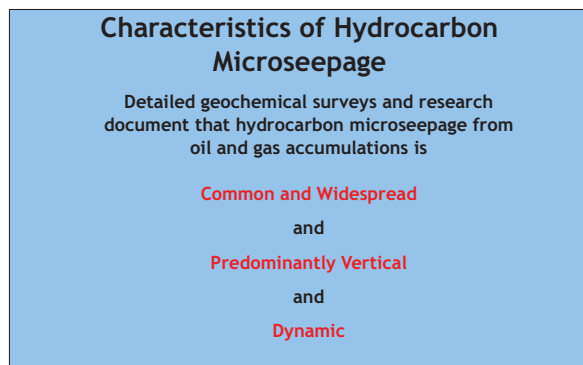 Characteristics of Hydrocarbon
Microseepage
Detailed geochemical surveys and research
document that hydrocarbon microseepage from
oil and gas accumulations is
Common and Widespread
and
Predominantly Vertical
and
Dynamic